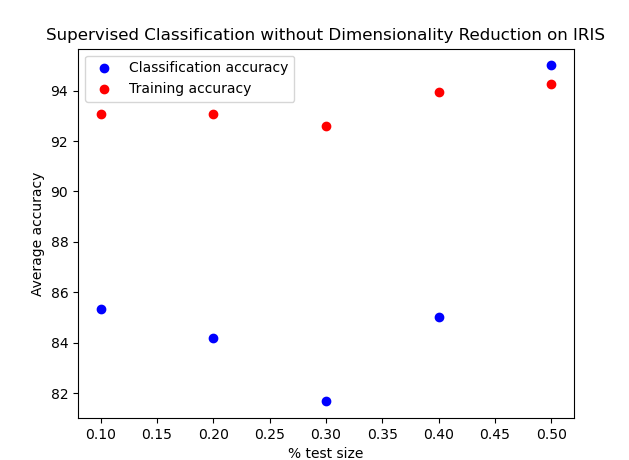 Supervised Classification without Dimensionality Reduction on IRIS
Classification accuracy
Training accuracy
Average accuracy
94
92
90
88
86
84
82
0.10 0.15 0.20 0.25 0.30 0.35 0.40 0.45 0.50
% test size